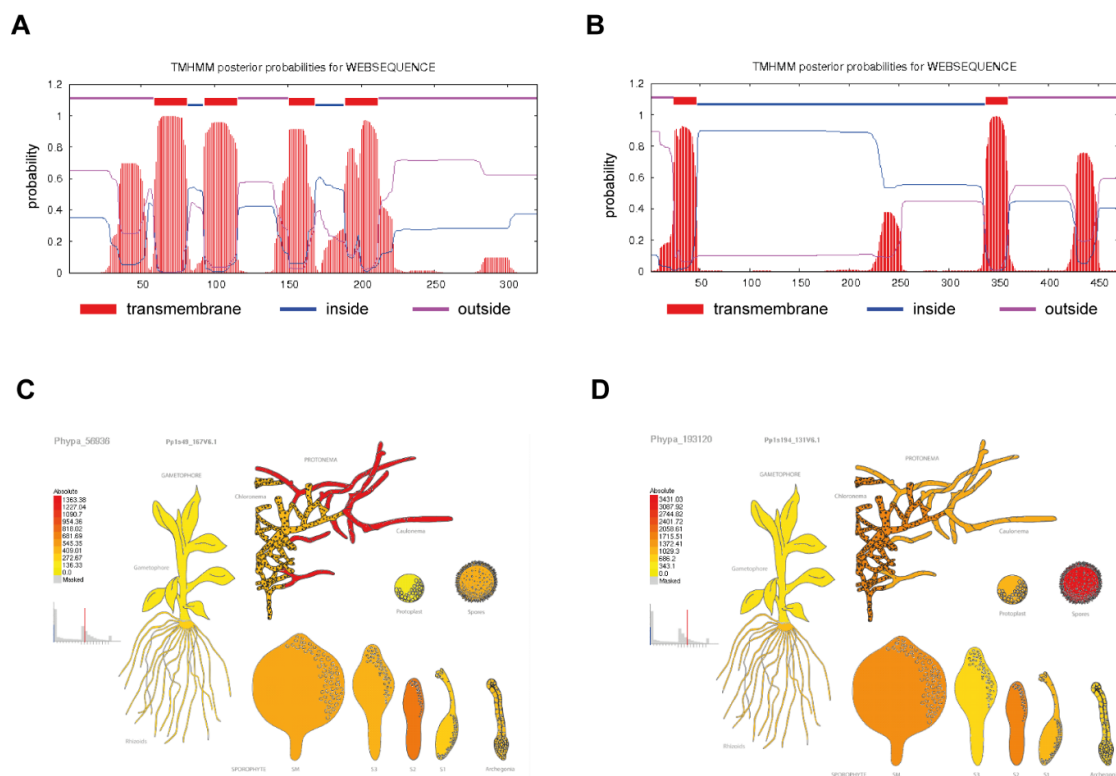 A
TMHMM posterior probabilities for WEBSEQUENCE
probability
1.2
1
0.8
0.6
0.4
0.2
0
50 100 150 200 250 300
transmembrane inside outside
B
TMHMM posterior probabilities for WEBSEQUENCE
probability
1.2
1
0.8
0.6
0.4
0.2
0
50 100 150 200 250 300 350 400 450
transmembrane inside outside
C
Phypa_56936
Pp1s49_167V6.1
GAMETOPHORE
PROTONEMA
Absolute
1363.38
1227.04
1090.7
954.36
818.02
681.69
545.35
409.01
272.67
136.33
0.0
Masked
Chloronema
Caulonema
Gametophore
Protoplast
Spores
Rhizoids
SPOROPHYTE SM S3 S2 S1 Archegonia
D
Phypa_193120
Pp1s194_131V6.1
GAMETOPHORE
PROTONEMA
Absolute
3431.03
3087.92
2744.82
2401.72
2058.61
1715.51
1372.41
1029.3
686.2
343.1
0.0
Masked
Chloronema
Caulonema
Gametophore
Protoplast
Spores
Rhizoids
SPOROPHYTE SM S3 S2 S1 Archegonia